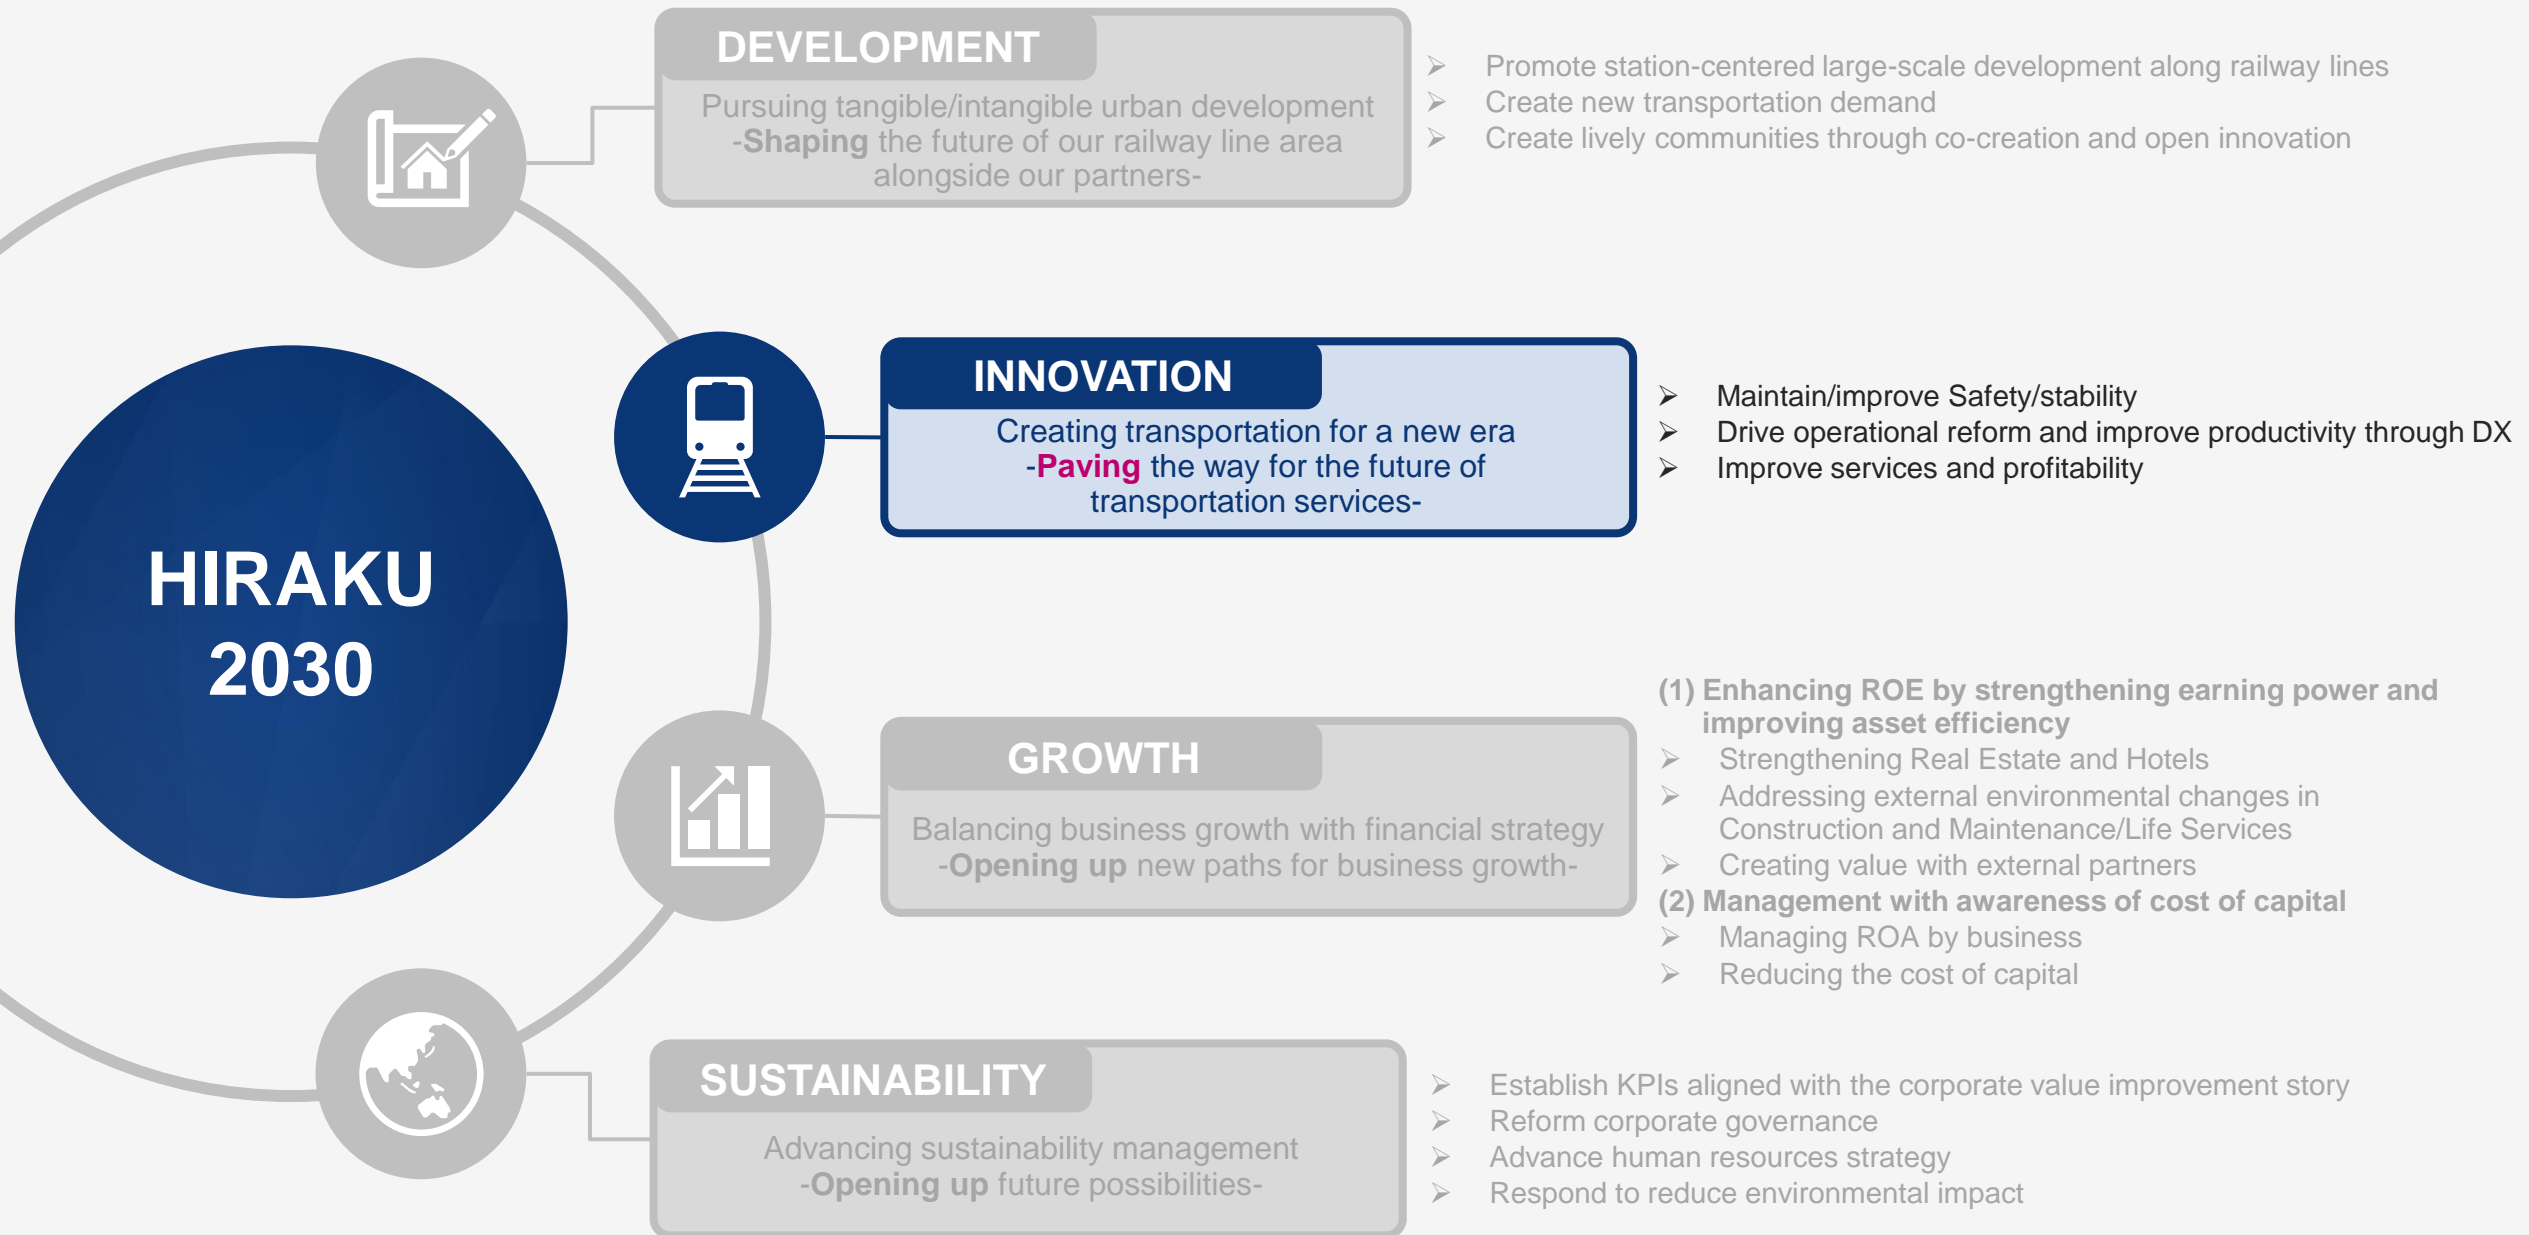 DEVELOPMENT
Pursuing tangible/intangible urban development
-Shaping the future of our railway line area
alongside our partners-
➢ Promote station-centered large-scale development along railway lines
➢ Create new transportation demand
➢ Create lively communities through co-creation and open innovation
HIRAKU
2030
INNOVATION
Creating transportation for a new era
-Paving the way for the future of
transportation services-
➢ Maintain/improve Safety/stability
➢ Drive operational reform and improve productivity through DX
➢ Improve services and profitability
GROWTH
Balancing business growth with financial strategy
-Opening up new paths for business growth-
(1) Enhancing ROE by strengthening earning power and
improving asset efficiency
➢ Strengthening Real Estate and Hotels
➢ Addressing external environmental changes in
Construction and Maintenance/Life Services
➢ Creating value with external partners
(2) Management with awareness of cost of capital
➢ Managing ROA by business
➢ Reducing the cost of capital
SUSTAINABILITY
Advancing sustainability management
-Opening up future possibilities-
➢ Establish KPIs aligned with the corporate value improvement story
➢ Reform corporate governance
➢ Advance human resources strategy
➢ Respond to reduce environmental impact